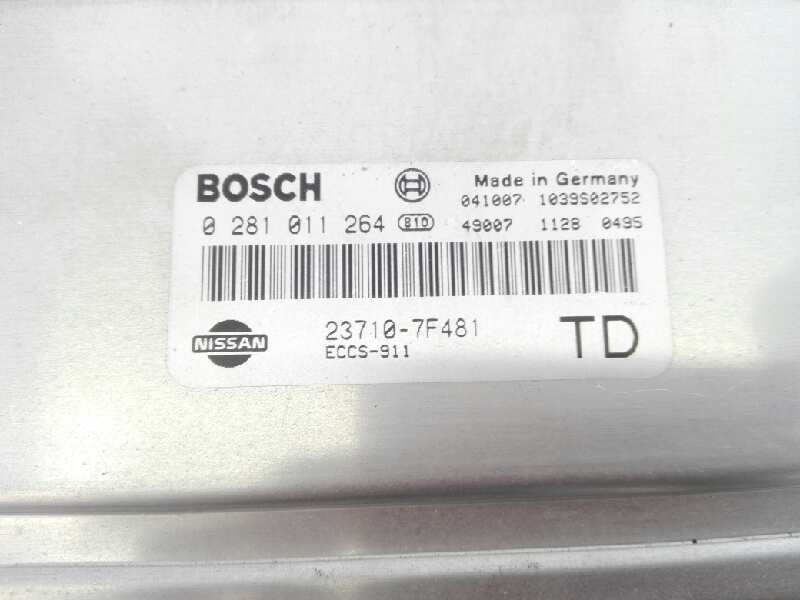 BOSCH
Made in Germany
041007 1039S02752
0 281 011 264 810 49007 1128 0495
NISSAN
23710-7F481
ECCS-911
TD